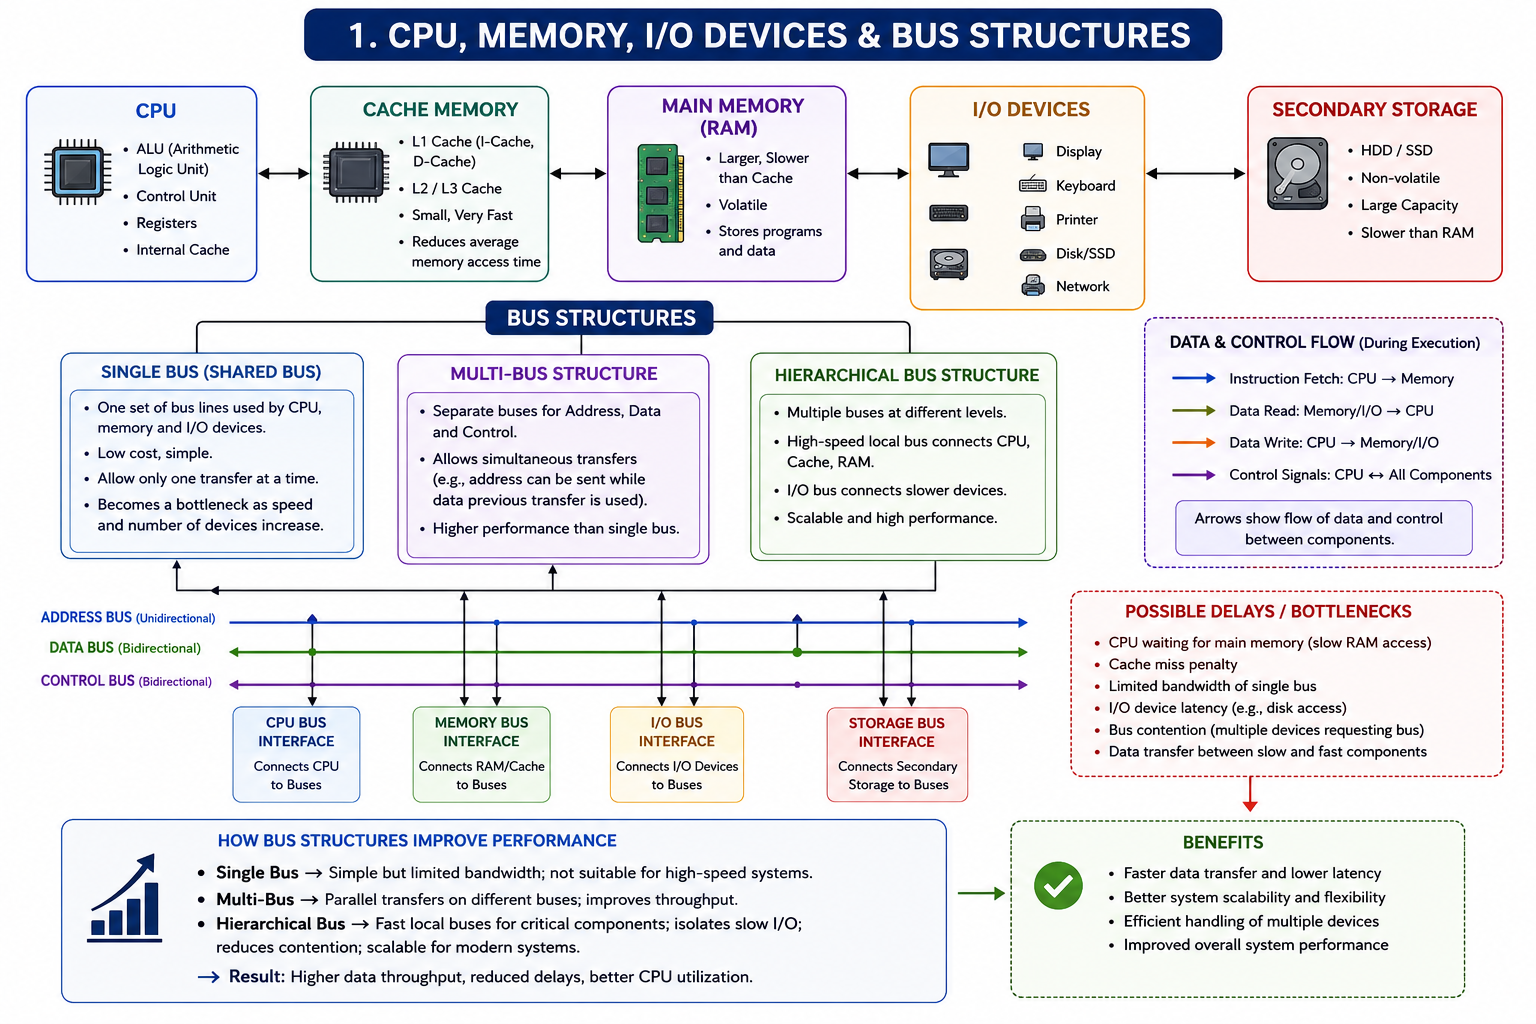 1. CPU, MEMORY, I/O DEVICES & BUS STRUCTURES
CPU
• ALU (Arithmetic
Logic Unit)
• Control Unit
• Registers
• Internal Cache
CACHE MEMORY
• L1 Cache (I-Cache,
D-Cache)
• L2 / L3 Cache
• Small, Very Fast
• Reduces average
memory access time
MAIN MEMORY
(RAM)
• Larger, Slower
than Cache
• Volatile
• Stores programs
and data
I/O DEVICES
Display
Keyboard
Printer
Disk/SSD
Network
SECONDARY STORAGE
• HDD / SSD
• Non-volatile
• Large Capacity
• Slower than RAM
BUS STRUCTURES
SINGLE BUS (SHARED BUS)
• One set of bus lines used by CPU,
memory and I/O devices.
• Low cost, simple.
• Allow only one transfer at a time.
• Becomes a bottleneck as speed
and number of devices increase.
MULTI-BUS STRUCTURE
• Separate buses for Address, Data
and Control.
• Allows simultaneous transfers
(e.g., address can be sent while
data previous transfer is used).
• Higher performance than single bus.
HIERARCHICAL BUS STRUCTURE
• Multiple buses at different levels.
• High-speed local bus connects CPU,
Cache, RAM.
• I/O bus connects slower devices.
• Scalable and high performance.
DATA & CONTROL FLOW (During Execution)
Instruction Fetch: CPU → Memory
Data Read: Memory/I/O → CPU
Data Write: CPU → Memory/I/O
Control Signals: CPU ↔ All Components
Arrows show flow of data and control
between components.
ADDRESS BUS (Unidirectional)
DATA BUS (Bidirectional)
CONTROL BUS (Bidirectional)
CPU BUS
INTERFACE
Connects CPU
to Buses
MEMORY BUS
INTERFACE
Connects RAM/Cache
to Buses
I/O BUS
INTERFACE
Connects I/O Devices
to Buses
STORAGE BUS
INTERFACE
Connects Secondary
Storage to Buses
POSSIBLE DELAYS / BOTTLENECKS
• CPU waiting for main memory (slow RAM access)
• Cache miss penalty
• Limited bandwidth of single bus
• I/O device latency (e.g., disk access)
• Bus contention (multiple devices requesting bus)
• Data transfer between slow and fast components
HOW BUS STRUCTURES IMPROVE PERFORMANCE
• Single Bus → Simple but limited bandwidth; not suitable for high-speed systems.
• Multi-Bus → Parallel transfers on different buses; improves throughput.
• Hierarchical Bus → Fast local buses for critical components; isolates slow I/O;
reduces contention; scalable for modern systems.
→ Result: Higher data throughput, reduced delays, better CPU utilization.
BENEFITS
• Faster data transfer and lower latency
• Better system scalability and flexibility
• Efficient handling of multiple devices
• Improved overall system performance